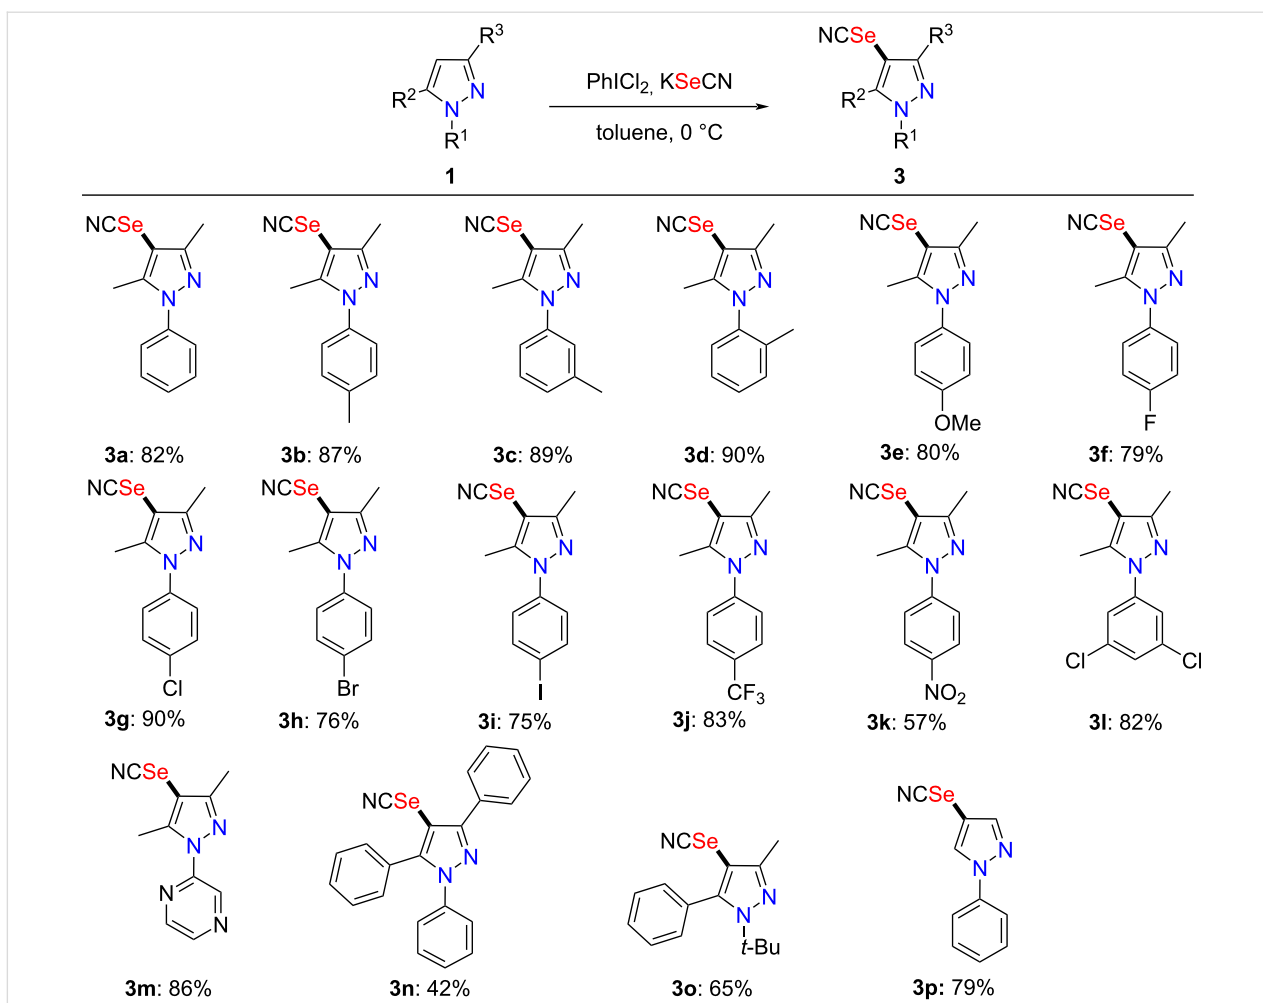 R³ NCSe R³
PhICl₂, KSeCN
R² N N R² N N
toluene, 0 °C
R¹ R¹
1 3
NCSe NCSe NCSe NCSe NCSe NCSe
N N N N N N N N N N N N
OMe F
3a: 82% 3b: 87% 3c: 89% 3d: 90% 3e: 80% 3f: 79%
NCSe NCSe NCSe NCSe NCSe NCSe
N N N N N N N N N N N N
Cl Cl
Cl Br I CF₃ NO₂
3g: 90% 3h: 76% 3i: 75% 3j: 83% 3k: 57% 3l: 82%
NCSe NCSe NCSe NCSe
N N N N N N N N
N N t-Bu
3m: 86% 3n: 42% 3o: 65% 3p: 79%